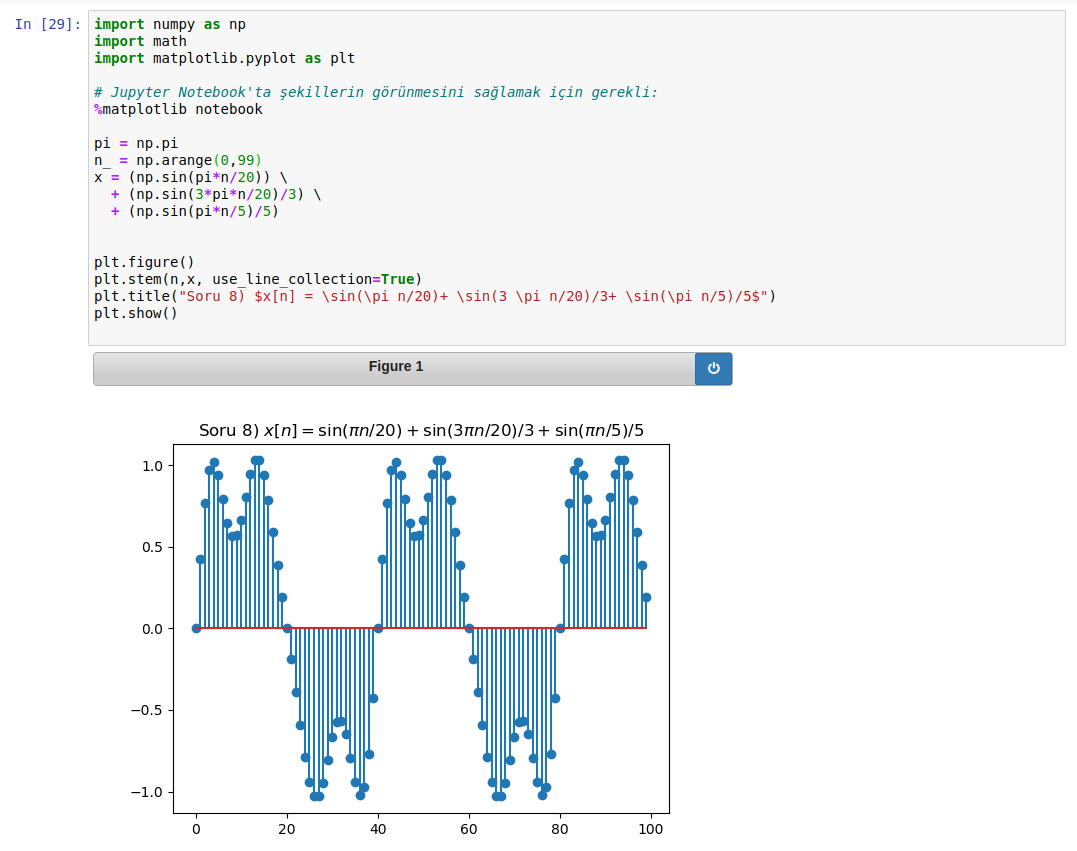 In [29]:
import numpy as np
import math
import matplotlib.pyplot as plt
# Jupyter Notebook'ta şekillerin görünmesini sağlamak için gerekli:
%matplotlib notebook
pi = np.pi
n_ = np.arange(0,99)
x = (np.sin(pi*n/20)) \
+ (np.sin(3*pi*n/20)/3) \
+ (np.sin(pi*n/5)/5)
plt.figure()
plt.stem(n,x, use_line_collection=True)
plt.title("Soru 8) $x[n] = \sin(\pi n/20)+ \sin(3 \pi n/20)/3+ \sin(\pi n/5)/5$")
plt.show()
Figure 1
Soru 8) x[n] = sin(πn/20) + sin(3πn/20)/3 + sin(πn/5)/5
1.0
0.5
0.0
−0.5
−1.0
0 20 40 60 80 100